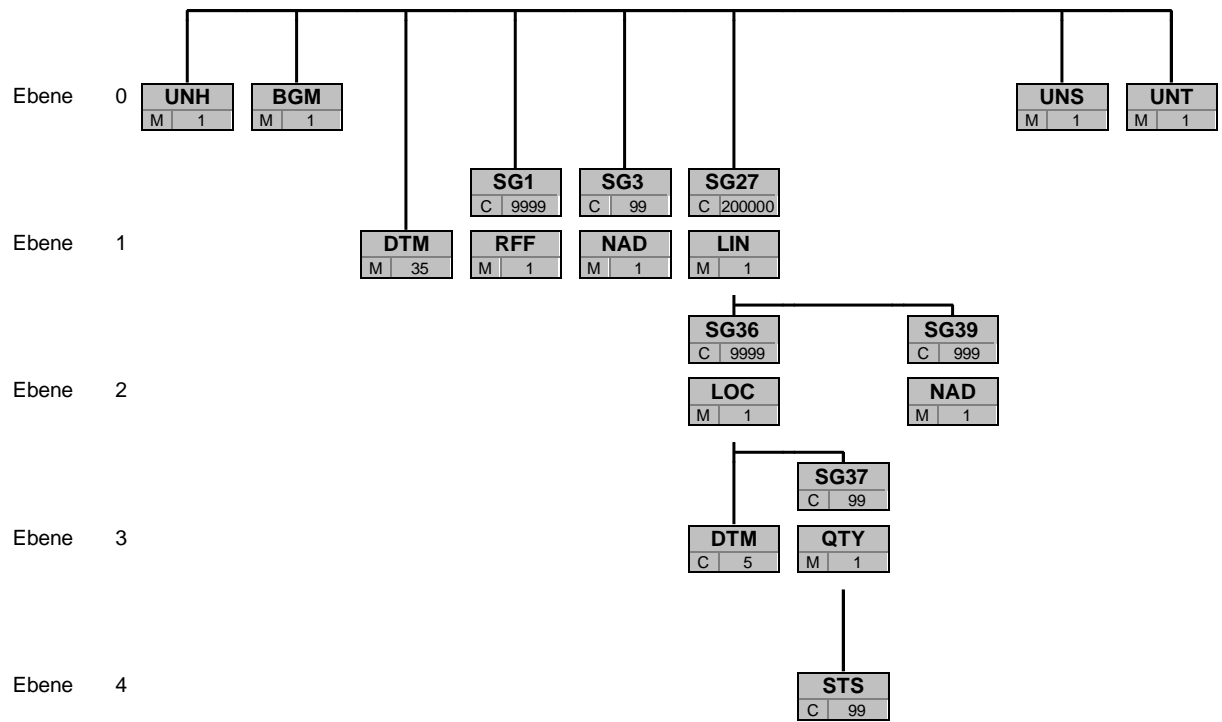 Ebene 0 UNH BGM UNS UNT
M 1 M 1 M 1 M 1
SG1 SG3 SG27
C 9999 C 99 C 200000
Ebene 1 DTM RFF NAD LIN
M 35 M 1 M 1 M 1
SG36 SG39
C 9999 C 999
Ebene 2 LOC NAD
M 1 M 1
SG37
C 99
Ebene 3 DTM QTY
C 5 M 1
Ebene 4 STS
C 99